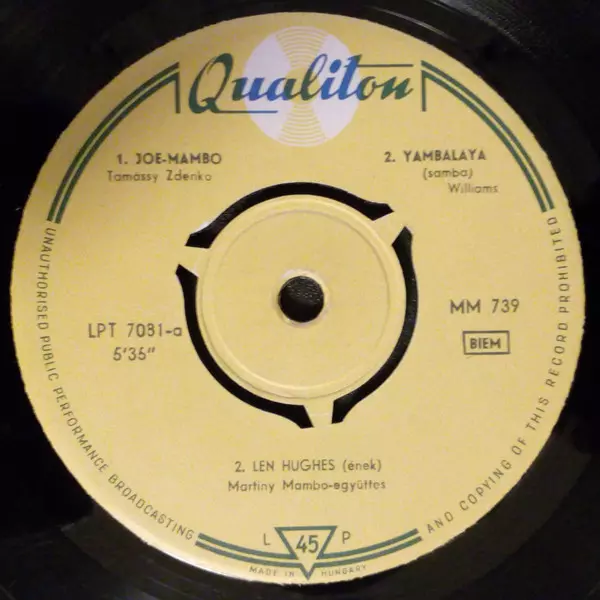 Qualiton
1. JOE-MAMBO
Tamássy Zdenko
2. YAMBALAYA
(samba)
Williams
LPT 7031-a
5'35"
MM 739
BIEM
2. LEN HUGHES (ének)
Martiny Mambo-együttes
L 45 P
MADE IN HUNGARY
UNAUTHORISED PUBLIC PERFORMANCE BROADCASTING AND COPYING OF THIS RECORD PROHIBITED